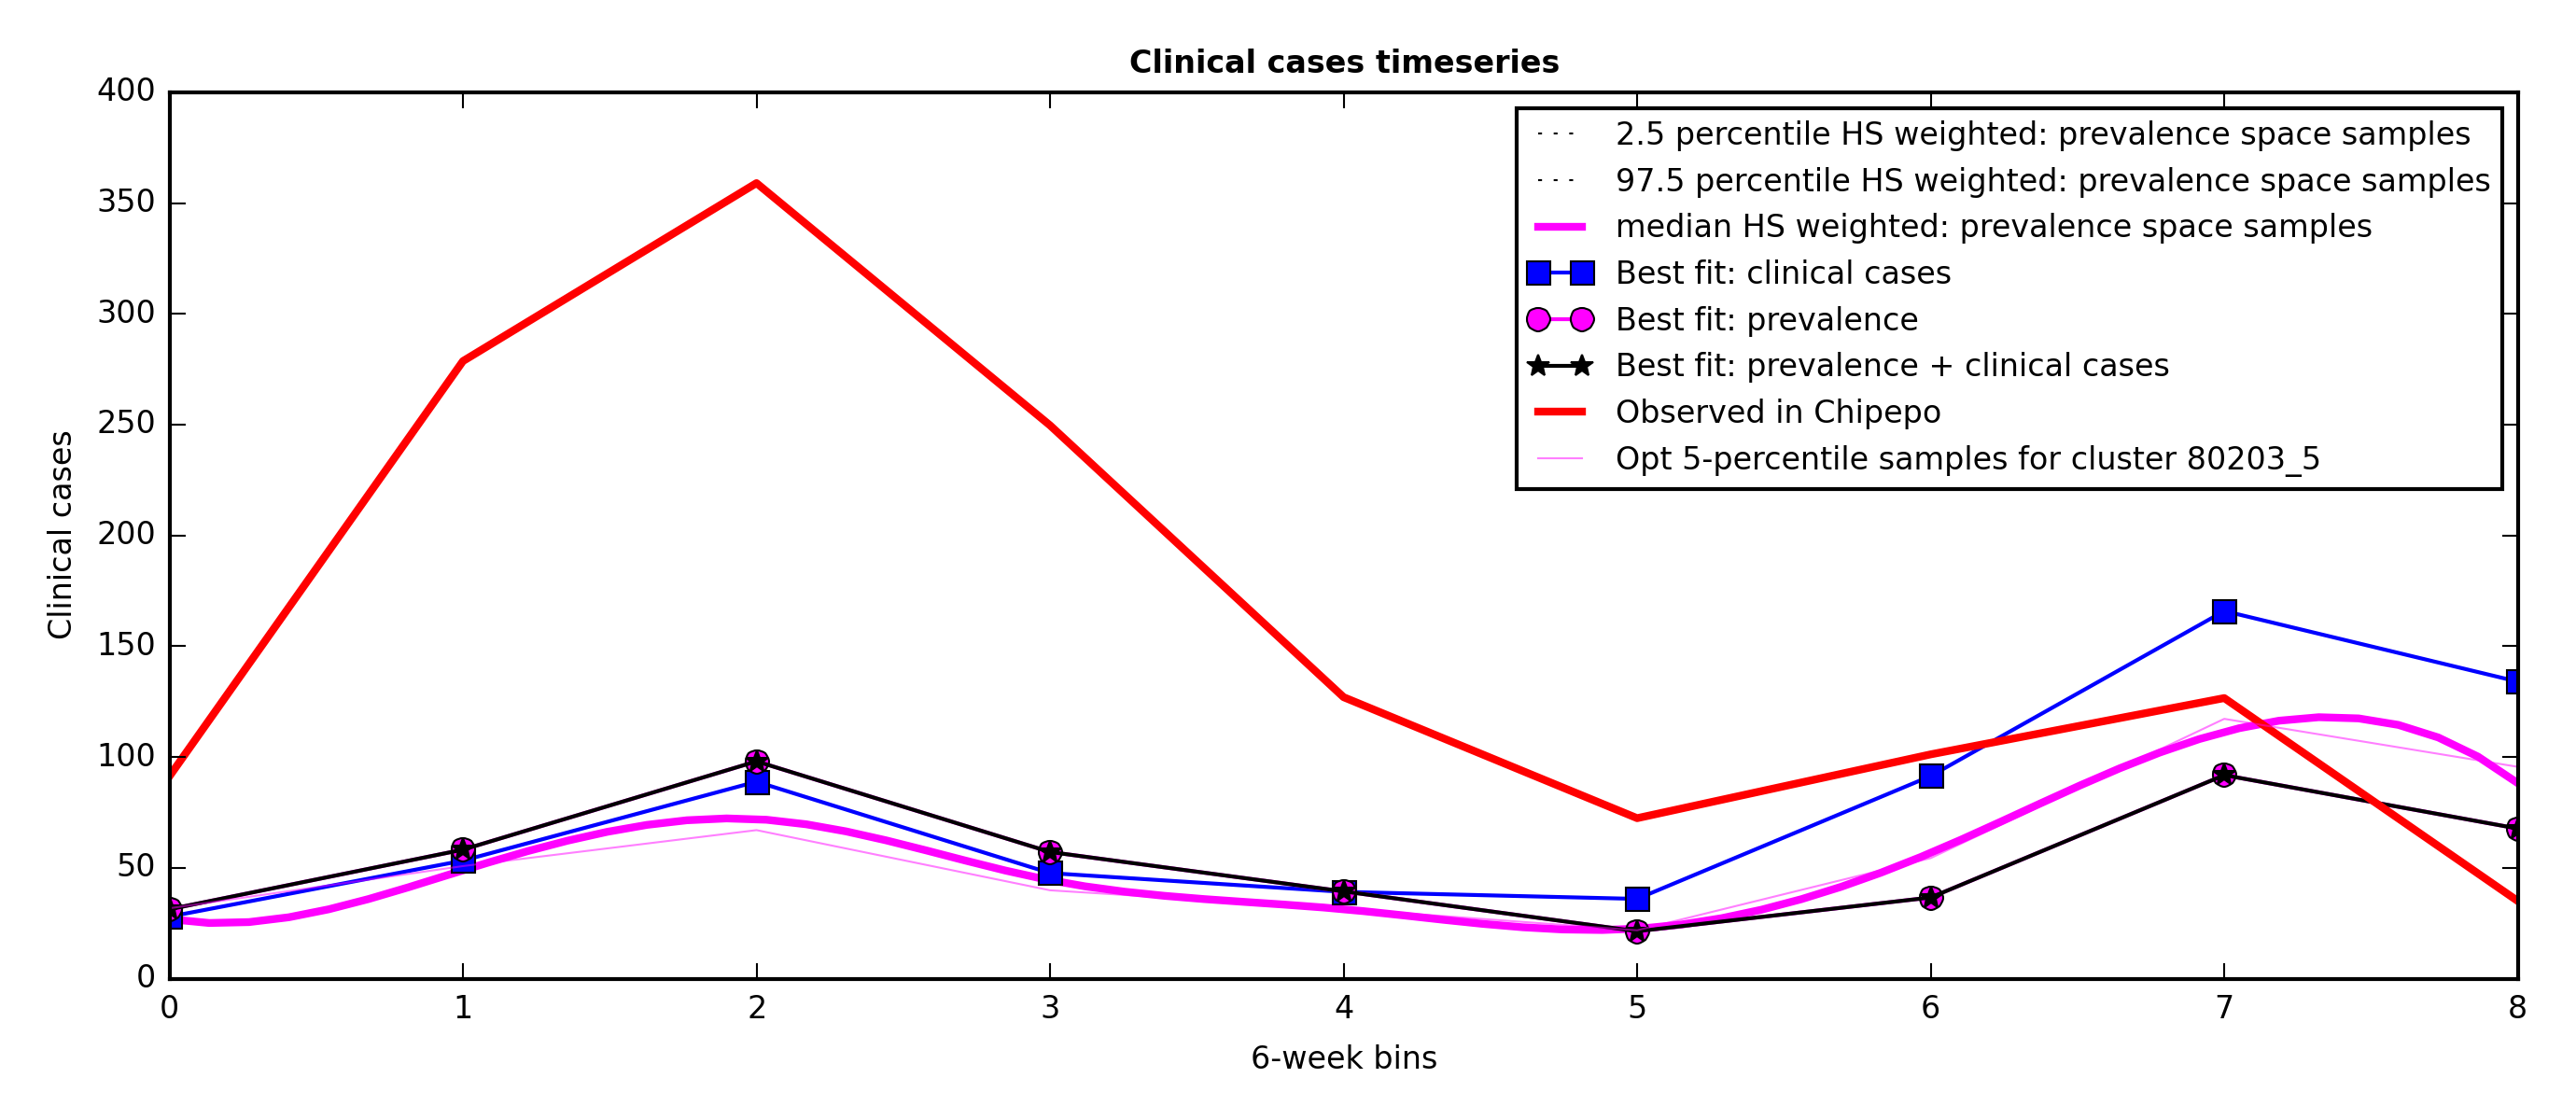 Clinical cases timeseries
400
350
300
250
200
150
100
50
0
Clinical cases
2.5 percentile HS weighted: prevalence space samples
97.5 percentile HS weighted: prevalence space samples
median HS weighted: prevalence space samples
Best fit: clinical cases
Best fit: prevalence
Best fit: prevalence + clinical cases
Observed in Chipepo
Opt 5-percentile samples for cluster 80203_5
0 1 2 3 4 5 6 7 8
6-week bins